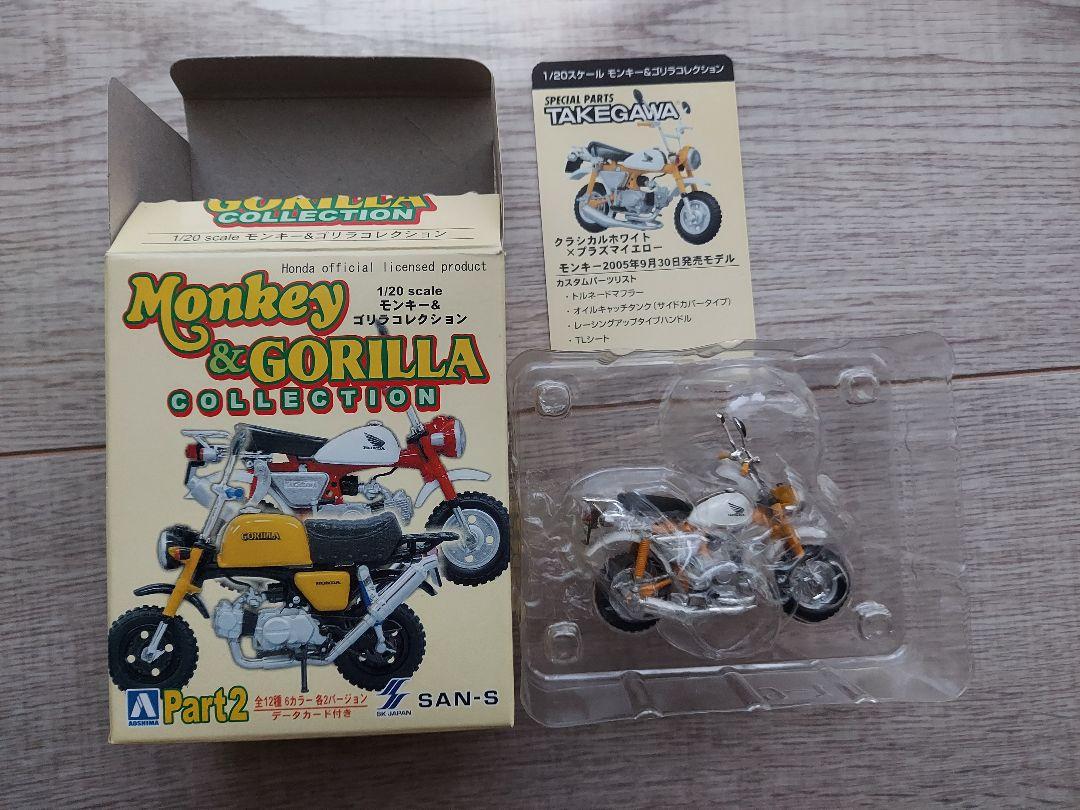 GORILLA
COLLECTION
1/20 scale モンキー&ゴリラコレクション
Honda official licensed product
Monkey
1/20 scale
モンキー&
ゴリラコレクション
&GORILLA
COLLECTION
GORILLA
HONDA
AOSHIMA
Part2
全12種 6カラー 各2バージョン
データカード付き
SK JAPAN
SAN-S
1/20スケール モンキー&ゴリラコレクション
SPECIAL PARTS
TAKEGAWA
クラシカルホワイト
×プラズマイエロー
モンキー2005年9月30日発売モデル
カスタムパーツリスト
・トルネードマフラー
・オイルキャッチタンク(サイドカバータイプ)
・レーシングアップタイプハンドル
・TLシート